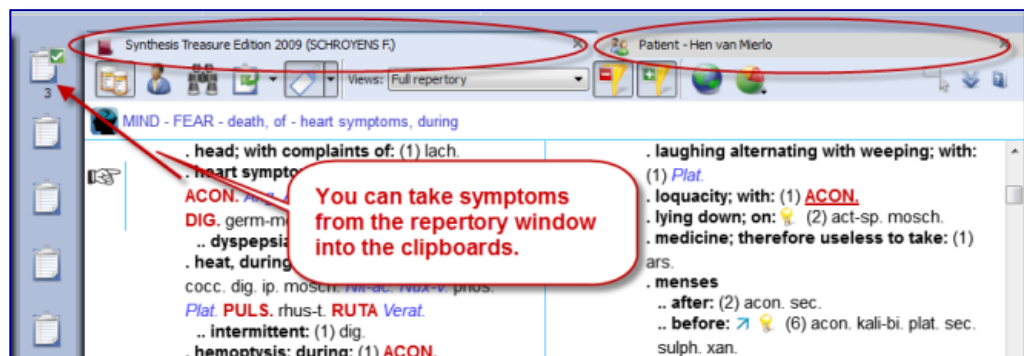 Synthesis Treasure Edition 2009 (SCHROYENS F.)
Patient - Hen van Mierlo
Views: Full repertory
3
MIND - FEAR - death, of - heart symptoms, during
. head; with complaints of: (1) lach.
. heart sympto
ACON.
DIG. germ-m
.. dyspepsia
. heat, during
cocc. dig. ip. mosch. Nit-ac. Nux-v. phos.
Plat. PULS. rhus-t. RUTA Verat.
.. intermittent: (1) dig.
. hemoptysis; during: (1) ACON.
You can take symptoms
from the repertory window
into the clipboards.
. laughing alternating with weeping; with:
(1) Plat.
. loquacity; with: (1) ACON.
. lying down; on: (2) act-sp. mosch.
. medicine; therefore useless to take: (1)
ars.
. menses
.. after: (2) acon. sec.
.. before: (6) acon. kali-bi. plat. sec.
sulph. xan.